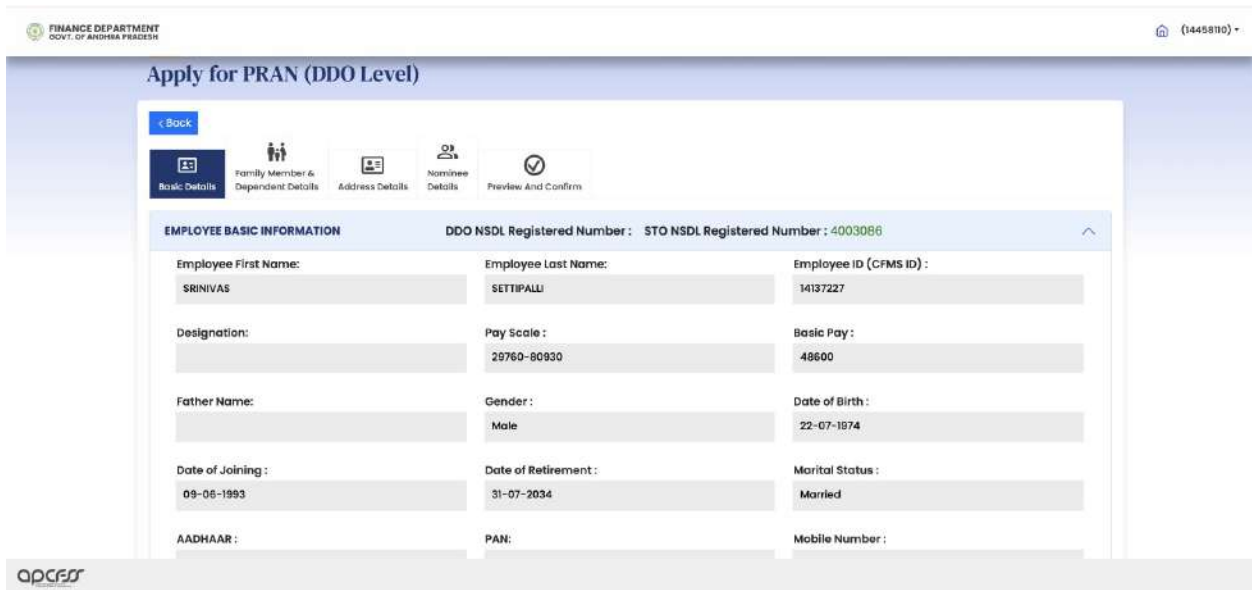 FINANCE DEPARTMENT
GOVT. OF ANDHRA PRADESH
(14458110)
Apply for PRAN (DDO Level)
< Back
Basic Details
Family Member &
Dependent Details
Address Details
Nominee
Details
Preview And Confirm
EMPLOYEE BASIC INFORMATION DDO NSDL Registered Number : STO NSDL Registered Number : 4003086
Employee First Name: Employee Last Name: Employee ID (CFMS ID) :
SRINIVAS SETTIPALLI 14137227
Designation: Pay Scale : Basic Pay :
29760-80930 48600
Father Name: Gender : Date of Birth :
Male 22-07-1974
Date of Joining : Date of Retirement : Marital Status :
09-06-1993 31-07-2034 Married
AADHAAR : PAN: Mobile Number :
apcfss